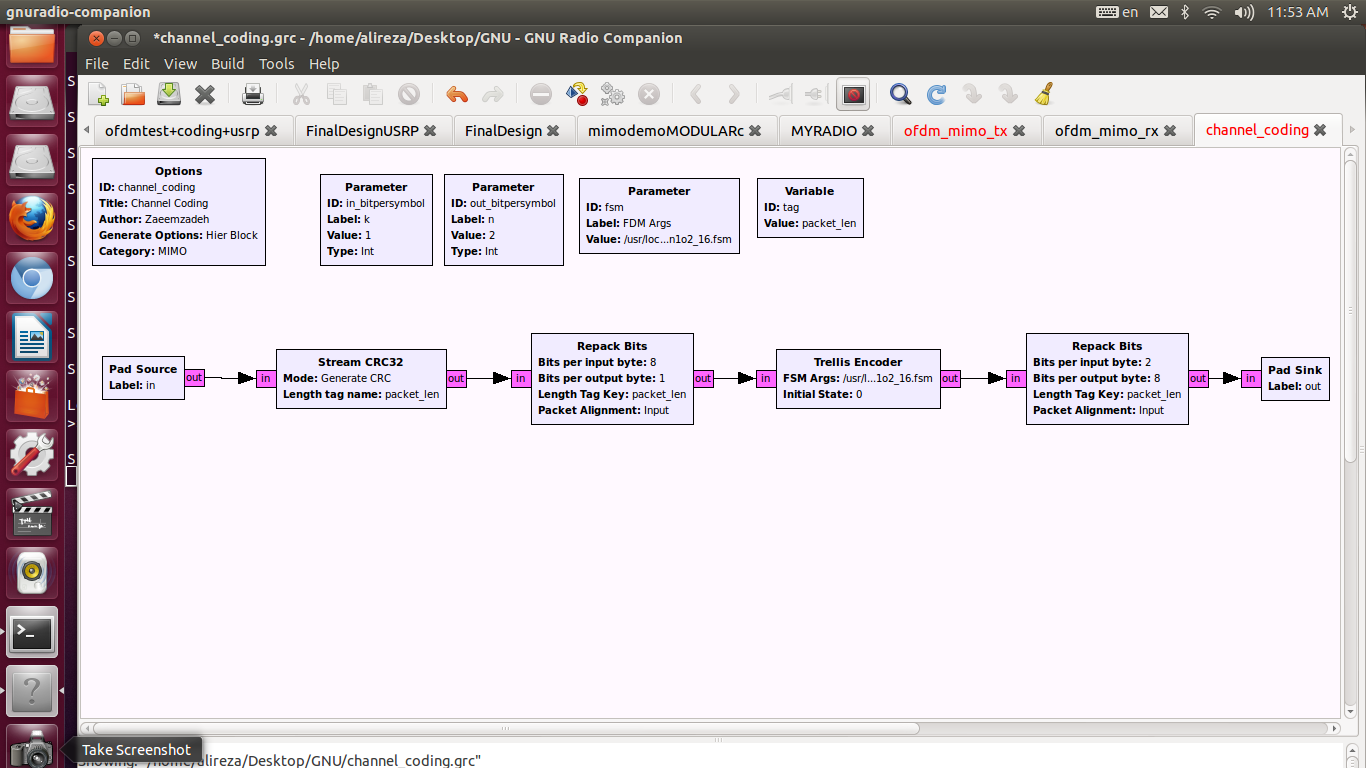 gnuradio-companion
en
11:53 AM
*channel_coding.grc - /home/alireza/Desktop/GNU - GNU Radio Companion
File Edit View Build Tools Help
ofdmtest+coding+usrp
FinalDesignUSRP
FinalDesign
mimodemoMODULARc
MYRADIO
ofdm_mimo_tx
ofdm_mimo_rx
channel_coding
Options
ID: channel_coding
Title: Channel Coding
Author: Zaeemzadeh
Generate Options: Hier Block
Category: MIMO
Parameter
ID: in_bitpersymbol
Label: k
Value: 1
Type: Int
Parameter
ID: out_bitpersymbol
Label: n
Value: 2
Type: Int
Parameter
ID: fsm
Label: FDM Args
Value: /usr/loc...n1o2_16.fsm
Variable
ID: tag
Value: packet_len
Pad Source
Label: in
out
in
Stream CRC32
Mode: Generate CRC
Length tag name: packet_len
out
in
Repack Bits
Bits per input byte: 8
Bits per output byte: 1
Length Tag Key: packet_len
Packet Alignment: Input
out
in
Trellis Encoder
FSM Args: /usr/l...1o2_16.fsm
Initial State: 0
out
in
Repack Bits
Bits per input byte: 2
Bits per output byte: 8
Length Tag Key: packet_len
Packet Alignment: Input
out
in
Pad Sink
Label: out
S
S
S
S
S
S
S
S
S
L
>
S
Take Screenshot
Showing: "/home/alireza/Desktop/GNU/channel_coding.grc"